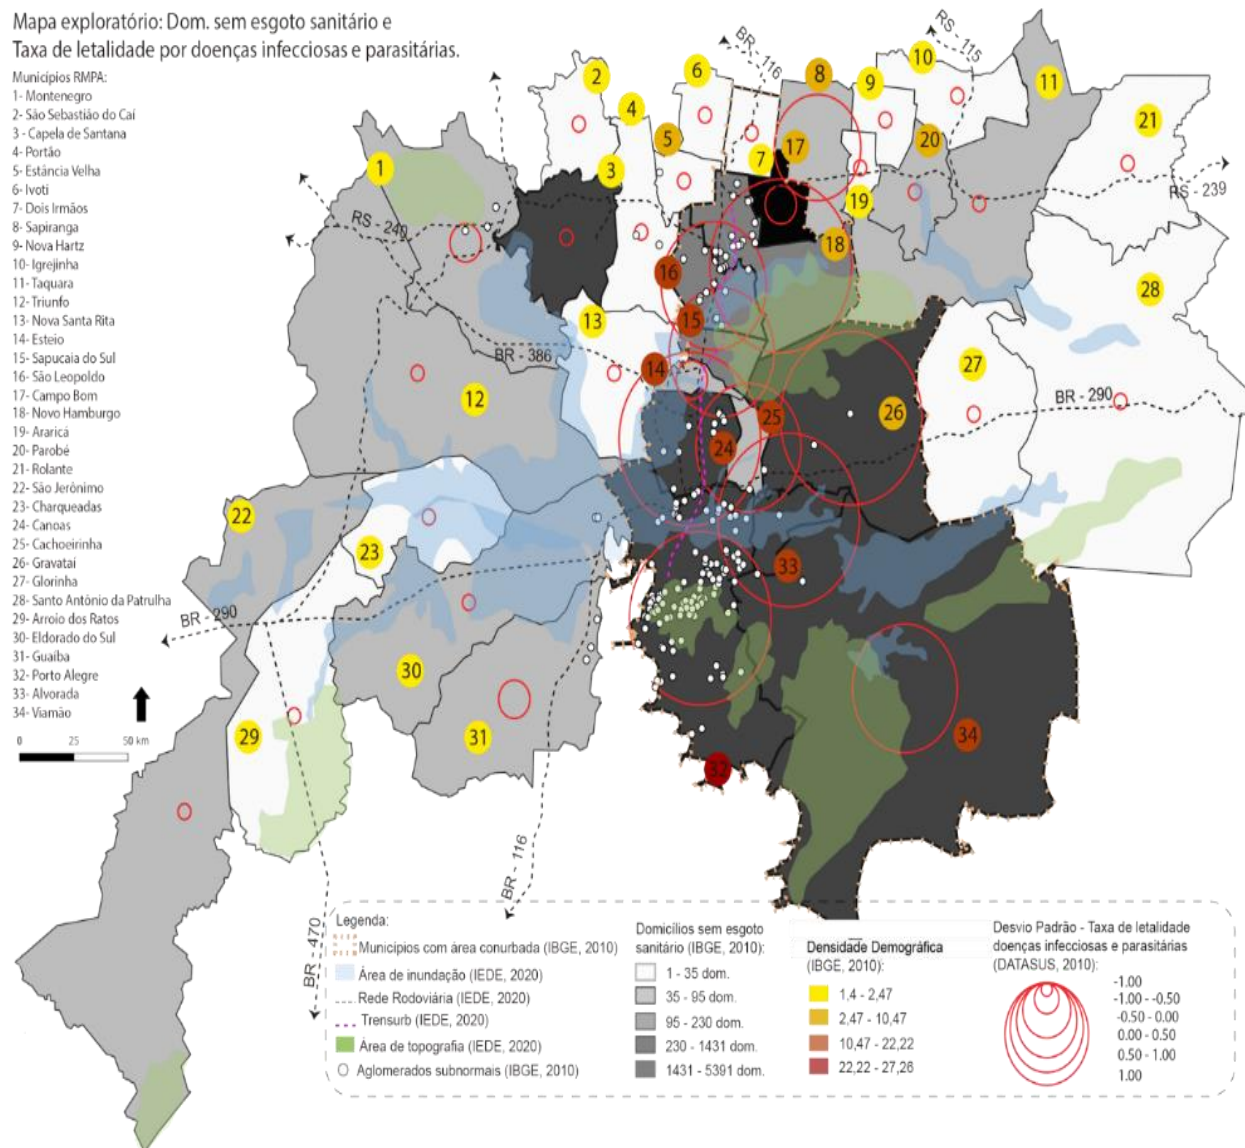 Mapa exploratório: Dom. sem esgoto sanitário e
Taxa de letalidade por doenças infecciosas e parasitárias.
Municípios RMPA:
1- Montenegro
2- São Sebastião do Caí
3 - Capela de Santana
4- Portão
5- Estância Velha
6- Ivoti
7- Dois Irmãos
8- Sapiranga
9- Nova Hartz
10- Igrejinha
11- Taquara
12- Triunfo
13- Nova Santa Rita
14- Esteio
15- Sapucaia do Sul
16- São Leopoldo
17- Campo Bom
18- Novo Hamburgo
19- Araricá
20- Parobé
21- Rolante
22- São Jerônimo
23- Charqueadas
24- Canoas
25- Cachoeirinha
26- Gravataí
27- Glorinha
28- Santo Antônio da Patrulha
29- Arroio dos Ratos
30- Eldorado do Sul
31- Guaíba
32- Porto Alegre
33- Alvorada
34- Viamão
0 25 50 km
BR - 116
RS - 115
RS - 239
RS - 240
BR - 386
BR - 290
BR - 290
BR - 116
BR - 470
1
2
3
4
5
6
7
8
9
10
11
12
13
14
15
16
17
18
19
20
21
22
23
24
25
26
27
28
29
30
31
32
33
34
Legenda:
Municípios com área conurbada (IBGE, 2010)
Área de inundação (IEDE, 2020)
Rede Rodoviária (IEDE, 2020)
Trensurb (IEDE, 2020)
Área de topografia (IEDE, 2020)
Aglomerados subnormais (IBGE, 2010)
Domicílios sem esgoto
sanitário (IBGE, 2010):
1 - 35 dom.
35 - 95 dom.
95 - 230 dom.
230 - 1431 dom.
1431 - 5391 dom.
Densidade Demográfica
(IBGE, 2010):
1,4 - 2,47
2,47 - 10,47
10,47 - 22,22
22,22 - 27,26
Desvio Padrão - Taxa de letalidade
doenças infecciosas e parasitárias
(DATASUS, 2010):
-1.00
-1.00 - -0.50
-0.50 - 0.00
0.00 - 0.50
0.50 - 1.00
1.00